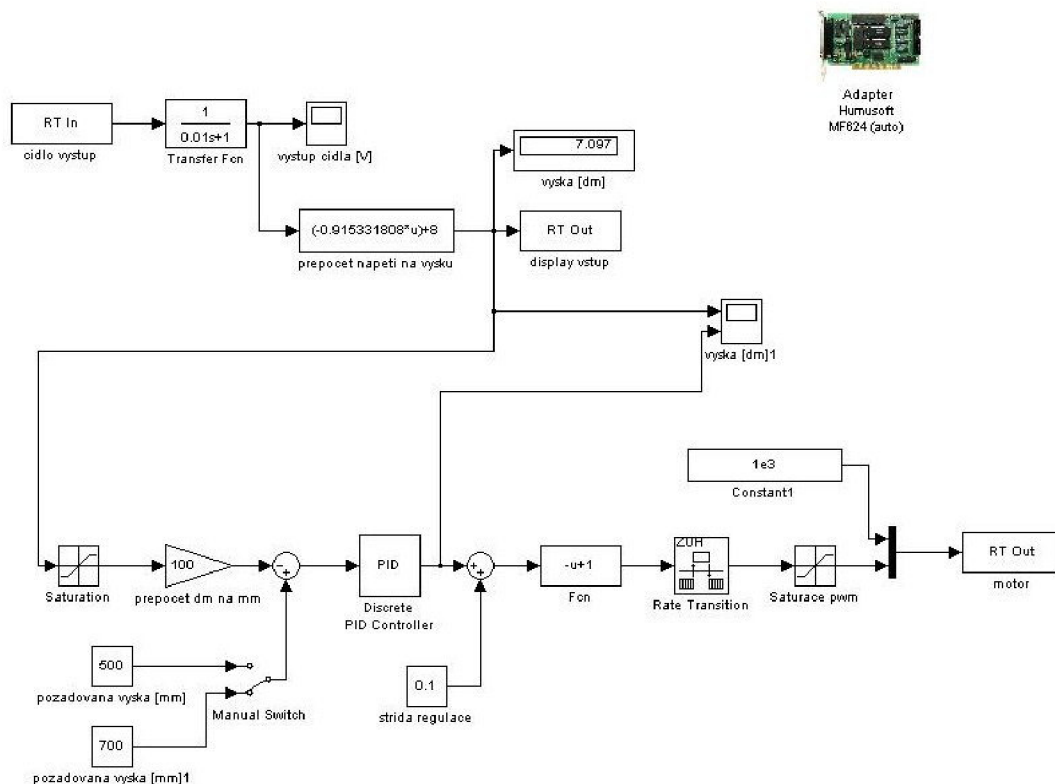 Adapter
Humusoft
MF624 (auto)
RT In
cidlo vystup
1
0.01s+1
Transfer Fcn
vystup cidla [V]
7.097
vyska [dm]
(-0.915331808*u)+8
prepocet napeti na vysku
RT Out
display vstup
vyska [dm]1
1e3
Constant1
Saturation
100
prepocet dm na mm
PID
Discrete
PID Controller
-u+1
Fcn
ZOH
Rate Transition
Saturace pwm
RT Out
motor
500
pozadovana vyska [mm]
Manual Switch
0.1
strida regulace
700
pozadovana vyska [mm]1